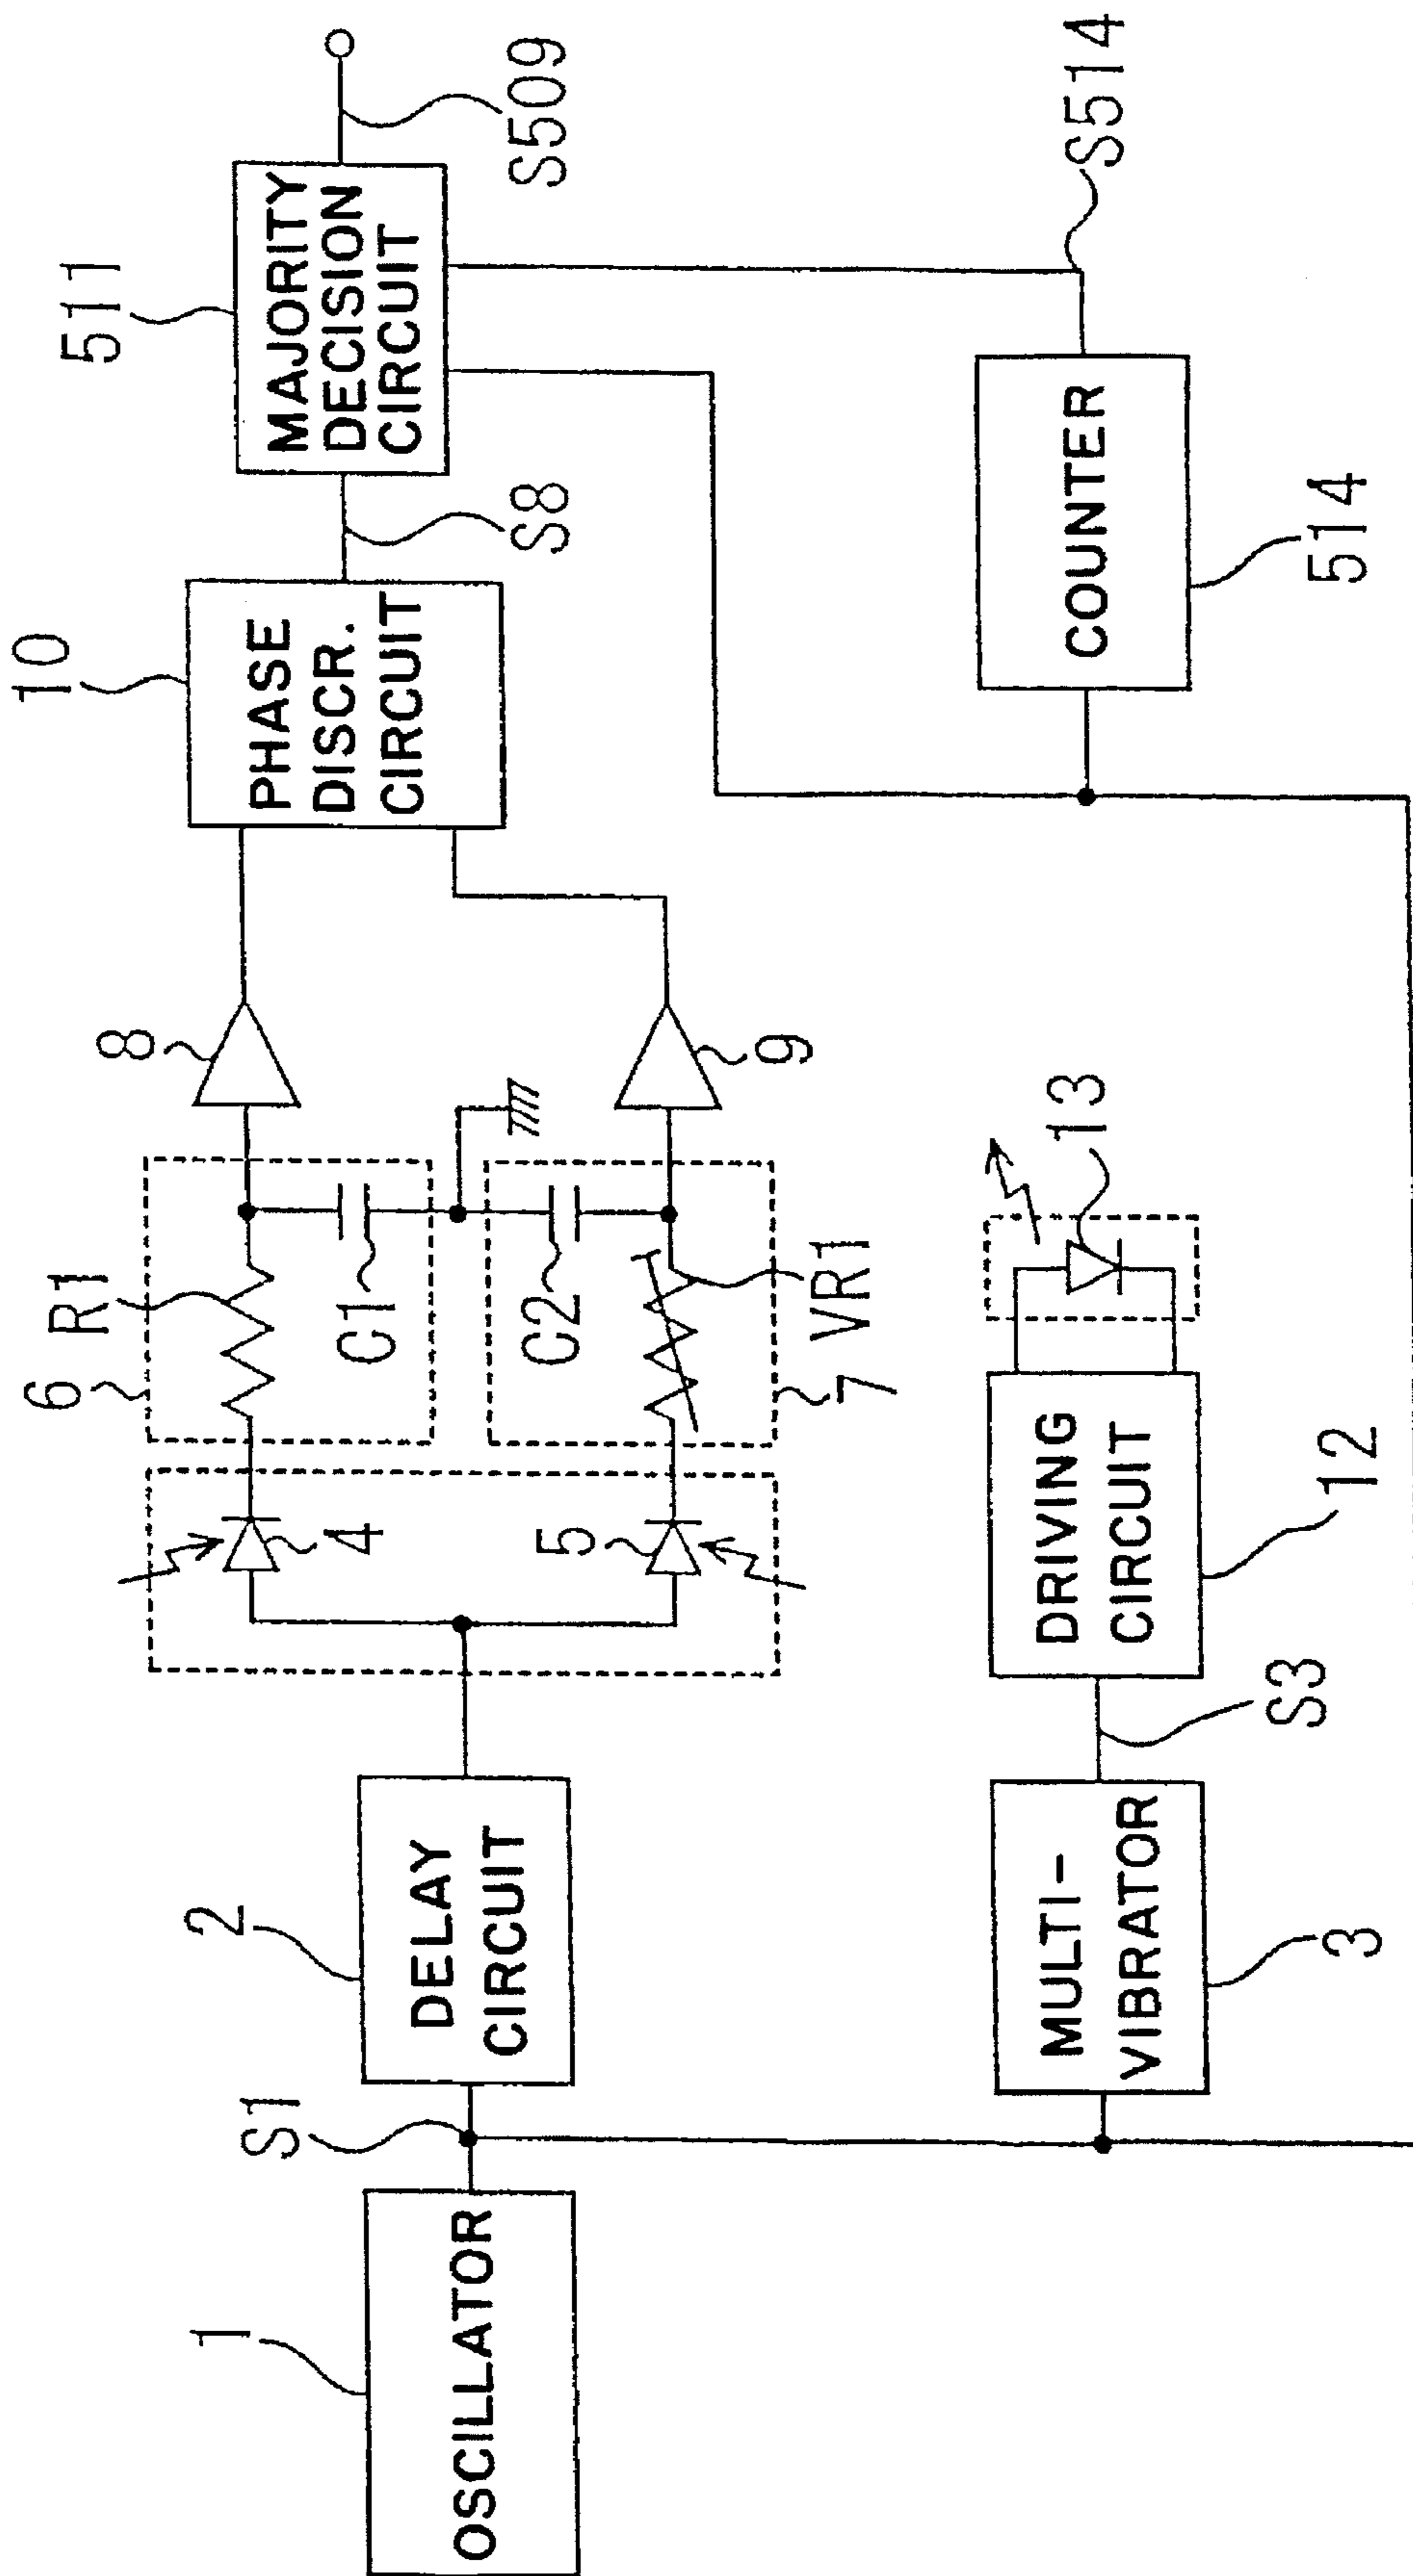 1
OSCILLATOR
S1
2
DELAY
CIRCUIT
4
5
6
R1
C1
C2
VR1
7
8
9
10
PHASE
DISCR.
CIRCUIT
S8
511
MAJORITY
DECISION
CIRCUIT
S509
MULTI-
VIBRATOR
3
S3
DRIVING
CIRCUIT
12
13
COUNTER
514
S514